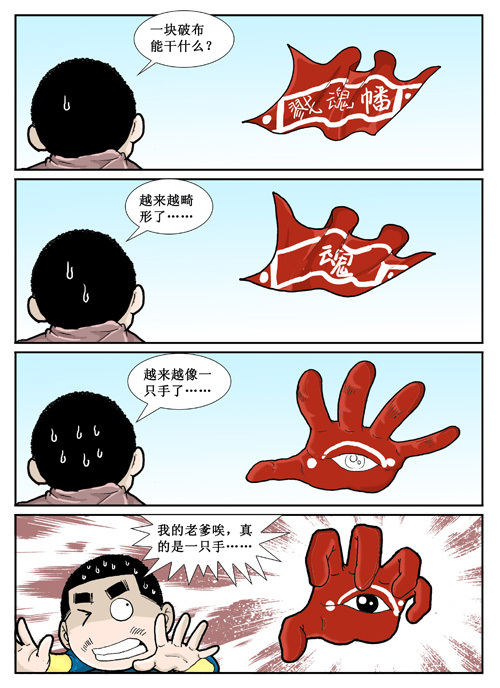 一块破布
能干什么？
戮魂幡
越来越畸
形了……
魂
越来越像一
只手了……
我的老爹唉，真
的是一只手……